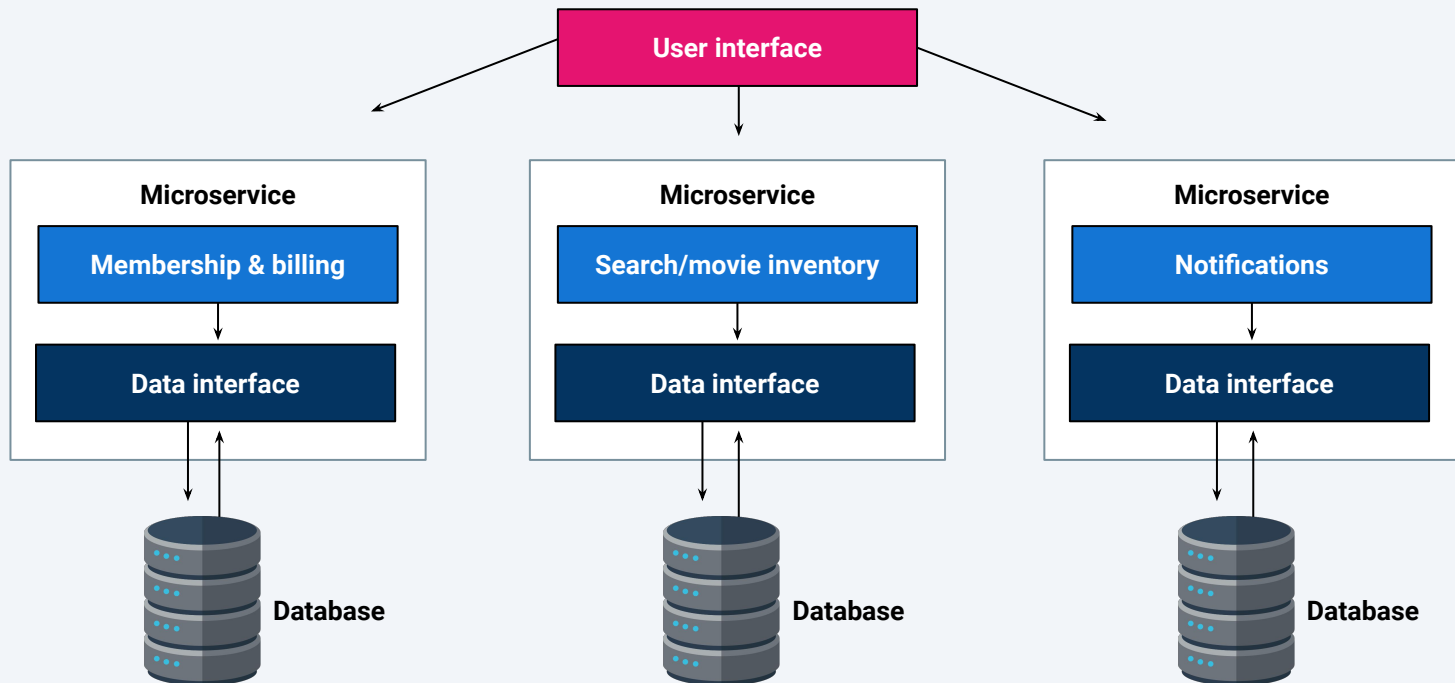 User interface
Microservice
Microservice
Microservice
Membership & billing
Search/movie inventory
Notifications
Data interface
Data interface
Data interface
Database
Database
Database